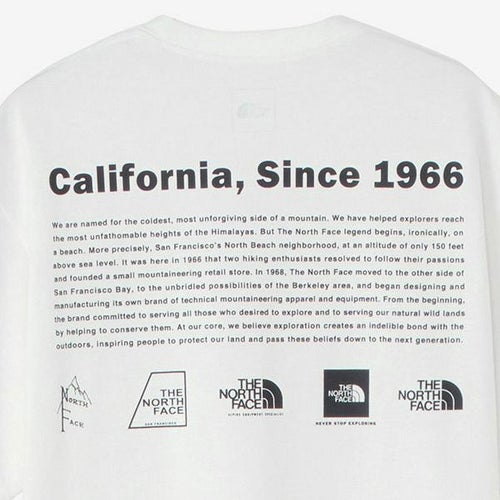 California, Since 1966
We are named for the coldest, most unforgiving side of a mountain. We have helped explorers reach
the most unfathomable heights of the Himalayas. But The North Face legend begins, ironically, on
a beach. More precisely, San Francisco's North Beach neighborhood, at an altitude of only 150 feet
above sea level. It was here in 1966 that two hiking enthusiasts resolved to follow their passions
and founded a small mountaineering retail store. In 1968, The North Face moved to the other side of
San Francisco Bay, to the unbridled possibilities of the Berkeley area, and began designing and
manufacturing its own brand of technical mountaineering apparel and equipment. From the beginning,
the brand committed to serving all those who desired to explore and to serving our natural wild lands
by helping to conserve them. At our core, we believe exploration creates an indelible bond with the
outdoors, inspiring people to protect our land and pass these beliefs down to the next generation.
North
Face
THE
NORTH
FACE
SAN FRANCISCO
THE
NORTH
FACE
ALPINE EQUIPMENT SPECIALIST
THE
NORTH
FACE
NEVER STOP EXPLORING
THE
NORTH
FACE